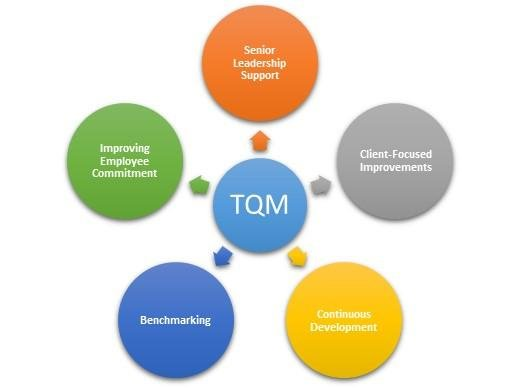 Senior
Leadership
Support
Improving
Employee
Commitment
Client-Focused
Improvements
TQM
Benchmarking
Continuous
Development